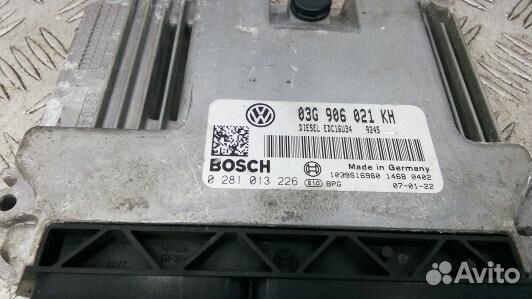 03G 906 021 KH
DIESEL EDC16U34 9245
BOSCH
Made in Germany
0 281 013 226 E10 BPG
1039S16960 1468 0402
07-01-22
Avito